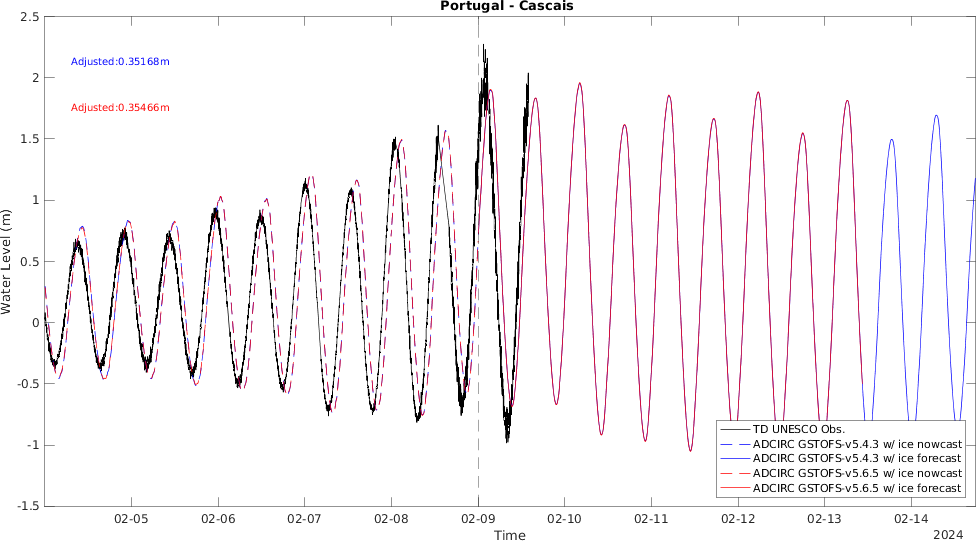 Portugal - Cascais
2.5
2
1.5
1
0.5
0
-0.5
-1
-1.5
Water Level (m)
Adjusted:0.35168m
Adjusted:0.35466m
TD UNESCO Obs.
ADCIRC GSTOFS-v5.4.3 w/ ice nowcast
ADCIRC GSTOFS-v5.4.3 w/ ice forecast
ADCIRC GSTOFS-v5.6.5 w/ ice nowcast
ADCIRC GSTOFS-v5.6.5 w/ ice forecast
02-05 02-06 02-07 02-08 02-09 02-10 02-11 02-12 02-13 02-14
Time
2024